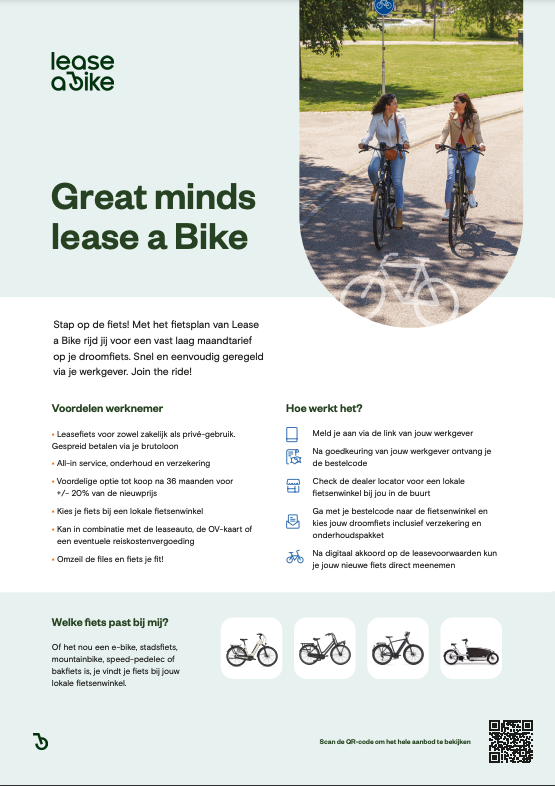 lease
a bike
Great minds
lease a Bike
Stap op de fiets! Met het fietsplan van Lease
a Bike rijd jij voor een vast laag maandtarief
op je droomfiets. Snel en eenvoudig geregeld
via je werkgever. Join the ride!
Voordelen werknemer
• Leasefiets voor zowel zakelijk als privé-gebruik.
Gespreid betalen via je brutoloon
• All-in service, onderhoud en verzekering
• Voordelige optie tot koop na 36 maanden voor
+/- 20% van de nieuwprijs
• Kies je fiets bij een lokale fietsenwinkel
• Kan in combinatie met de leaseauto, de OV-kaart of
een eventuele reiskostenvergoeding
• Omzeil de files en fiets je fit!
Hoe werkt het?
Meld je aan via de link van jouw werkgever
Na goedkeuring van jouw werkgever ontvang je
de bestelcode
Check de dealer locator voor een lokale
fietsenwinkel bij jou in de buurt
Ga met je bestelcode naar de fietsenwinkel en
kies jouw droomfiets inclusief verzekering en
onderhoudspakket
Na digitaal akkoord op de leasevoorwaarden kun
je jouw nieuwe fiets direct meenemen
Welke fiets past bij mij?
Of het nou een e-bike, stadsfiets,
mountainbike, speed-pedelec of
bakfiets is, je vindt je fiets bij jouw
lokale fietsenwinkel.
Scan de QR-code om het hele aanbod te bekijken